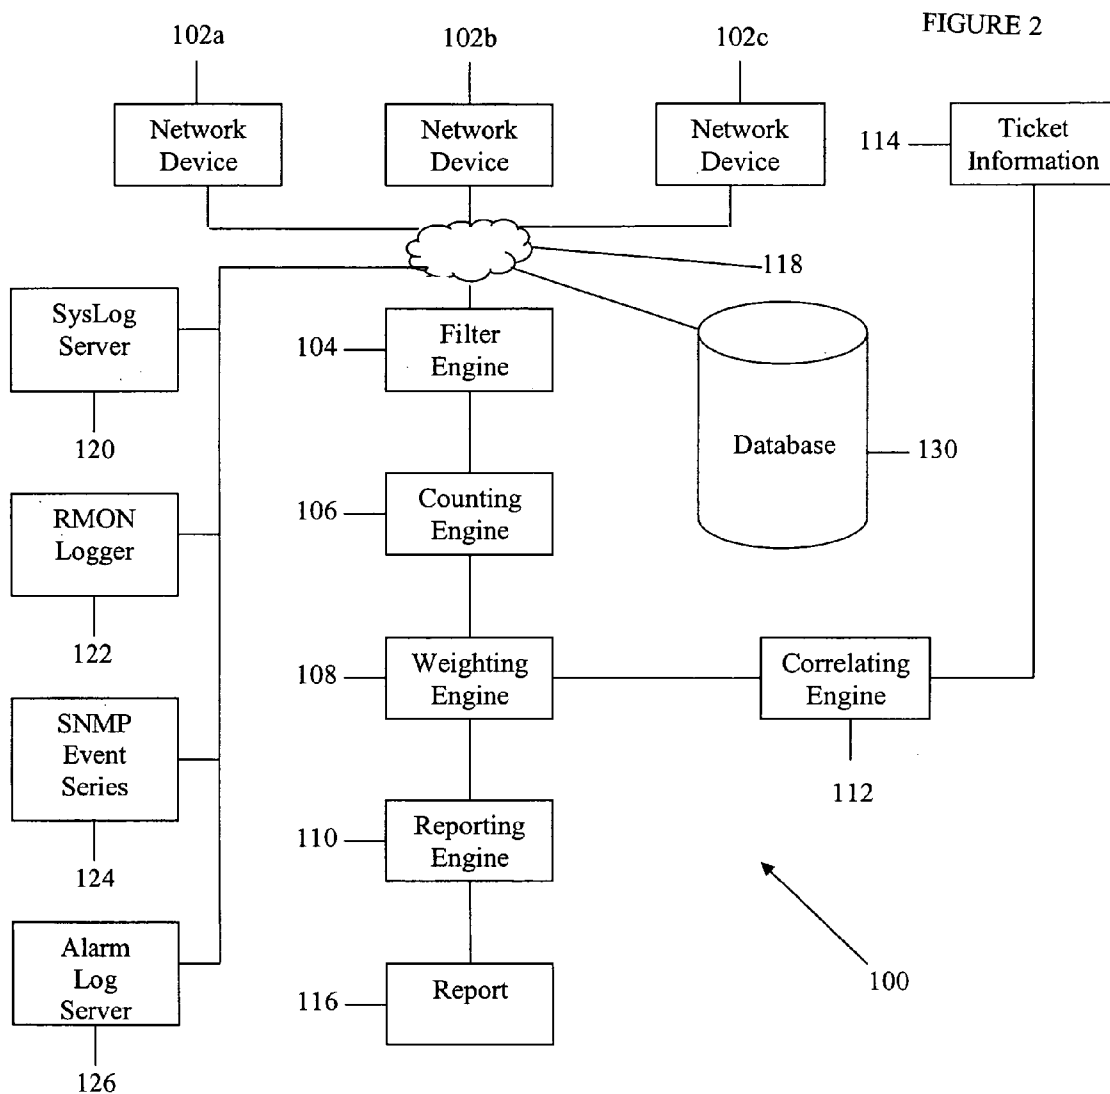 FIGURE 2
102a
102b
102c
Network
Device
Network
Device
Network
Device
114
Ticket
Information
118
SysLog
Server
120
104
Filter
Engine
Database
130
106
Counting
Engine
RMON
Logger
122
108
Weighting
Engine
Correlating
Engine
112
SNMP
Event
Series
124
110
Reporting
Engine
100
Alarm
Log
Server
126
116
Report